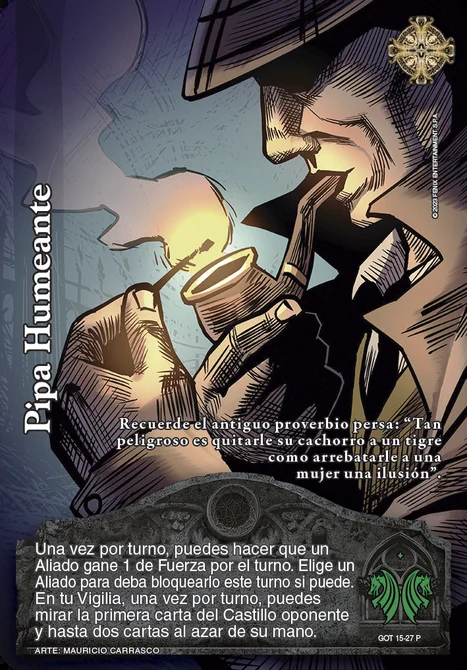 © 2023 FENIX ENTERTAINMENT S.P.A.
Pipa Humeante
Recuerde el antiguo proverbio persa: “Tan
peligroso es quitarle su cachorro a un tigre
como arrebatarle a una
mujer una ilusión”.
Una vez por turno, puedes hacer que un
Aliado gane 1 de Fuerza por el turno. Elige un
Aliado para deba bloquearlo este turno si puede.
En tu Vigilia, una vez por turno, puedes
mirar la primera carta del Castillo oponente
y hasta dos cartas al azar de su mano.
GOT 15-27 P
ARTE: MAURICIO CARRASCO